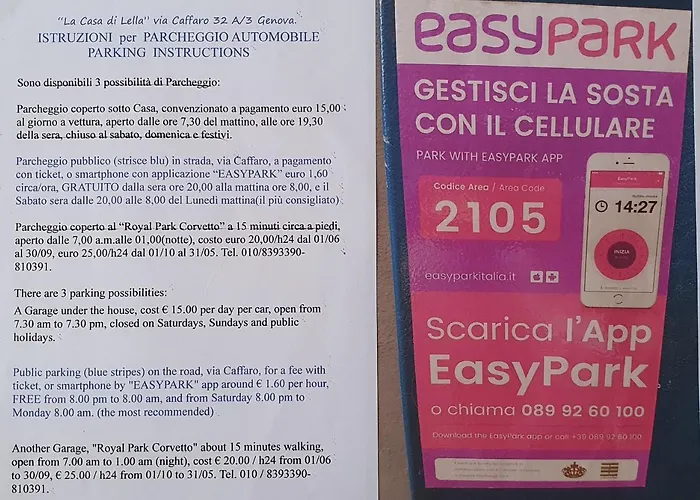 "La Casa di Lella" via Caffaro 32 A/3 Genova.
ISTRUZIONI per PARCHEGGIO AUTOMOBILE
PARKING INSTRUCTIONS
Sono disponibili 3 possibilità di Parcheggio:
Parcheggio coperto sotto Casa, convenzionato a pagamento euro 15,00
al giorno a vettura, aperto dalle ore 7,30 del mattino, alle ore 19,30
della sera, chiuso al sabato, domenica e festivi.
Parcheggio pubblico (strisce blu) in strada, via Caffaro, a pagamento
con ticket, o smartphone con applicazione “EASYPARK” euro 1,60
circa/ora, GRATUITO dalla sera ore 20,00 alla mattina ore 8,00, e il
Sabato sera dalle 20,00 alle 8,00 del Lunedì mattina(il più consigliato)
Parcheggio coperto al “Royal Park Corvetto” a 15 minuti circa a piedi,
aperto dalle 7,00 a.m.alle 01,00(notte), costo euro 20,00/h24 dal 01/06
al 30/09, euro 25,00/h24 dal 01/10 al 31/05. Tel. 010/8393390-
810391.
There are 3 parking possibilities:
A Garage under the house, cost € 15.00 per day per car, open from
7.30 am to 7.30 pm, closed on Saturdays, Sundays and public
holidays.
Public parking (blue stripes) on the road, via Caffaro, for a fee with
ticket, or smartphone by "EASYPARK" app around € 1.60 per hour,
FREE from 8.00 pm to 8.00 am, and from Saturday 8.00 pm to
Monday 8.00 am. (the most recommended)
Another Garage, "Royal Park Corvetto" about 15 minutes walking,
open from 7.00 am to 1.00 am (night), cost € 20.00 / h24 from 01/06
to 30/09, € 25.00 / h24 from 01/10 to 31/05. Tel. 010 / 8393390-
810391.
easypark
GESTISCI LA SOSTA
CON IL CELLULARE
PARK WITH EASYPARK APP
Codice Area / Area Code
2105
easyparkitalia.it
EasyPark
14:27
INIZIA
Scarica l'App
EasyPark
o chiama 089 92 60 100
Download the EasyPark app or call +39 089 92 60 100